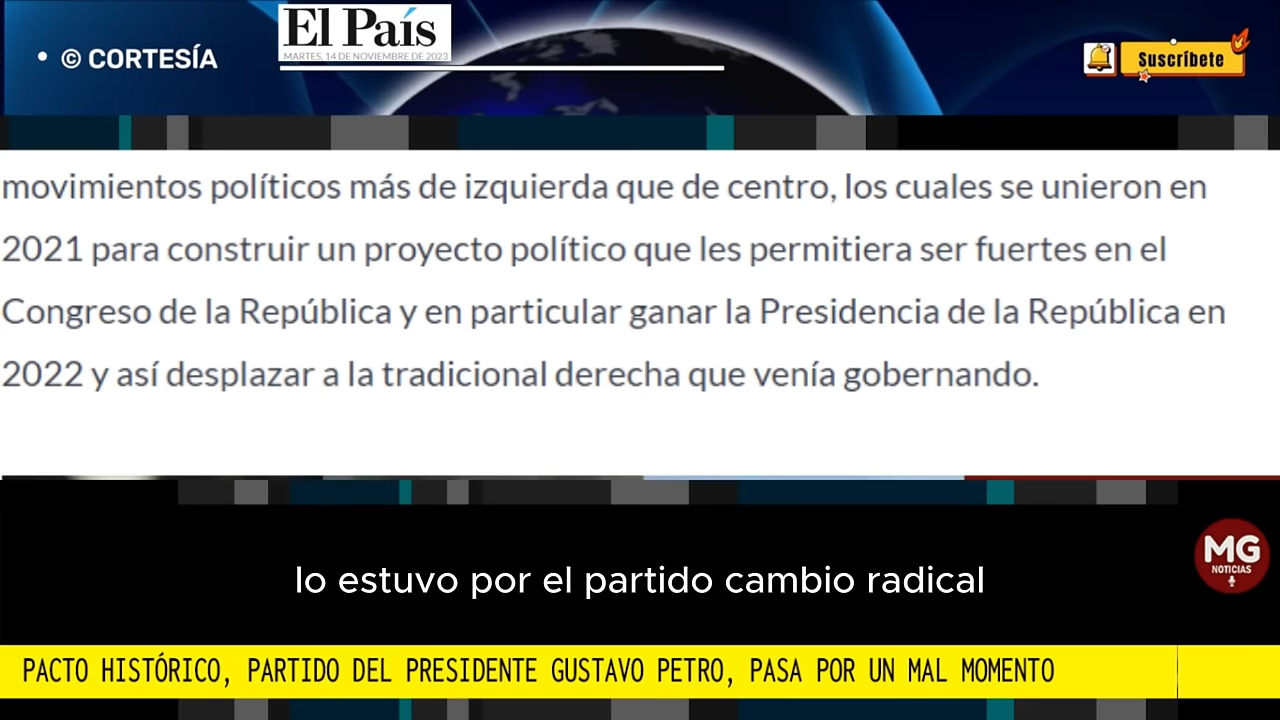 • © CORTESÍA
El País
MARTES, 14 DE NOVIEMBRE DE 2023
Suscríbete
movimientos políticos más de izquierda que de centro, los cuales se unieron en
2021 para construir un proyecto político que les permitiera ser fuertes en el
Congreso de la República y en particular ganar la Presidencia de la República en
2022 y así desplazar a la tradicional derecha que venía gobernando.
MG
NOTICIAS
lo estuvo por el partido cambio radical
PACTO HISTÓRICO, PARTIDO DEL PRESIDENTE GUSTAVO PETRO, PASA POR UN MAL MOMENTO